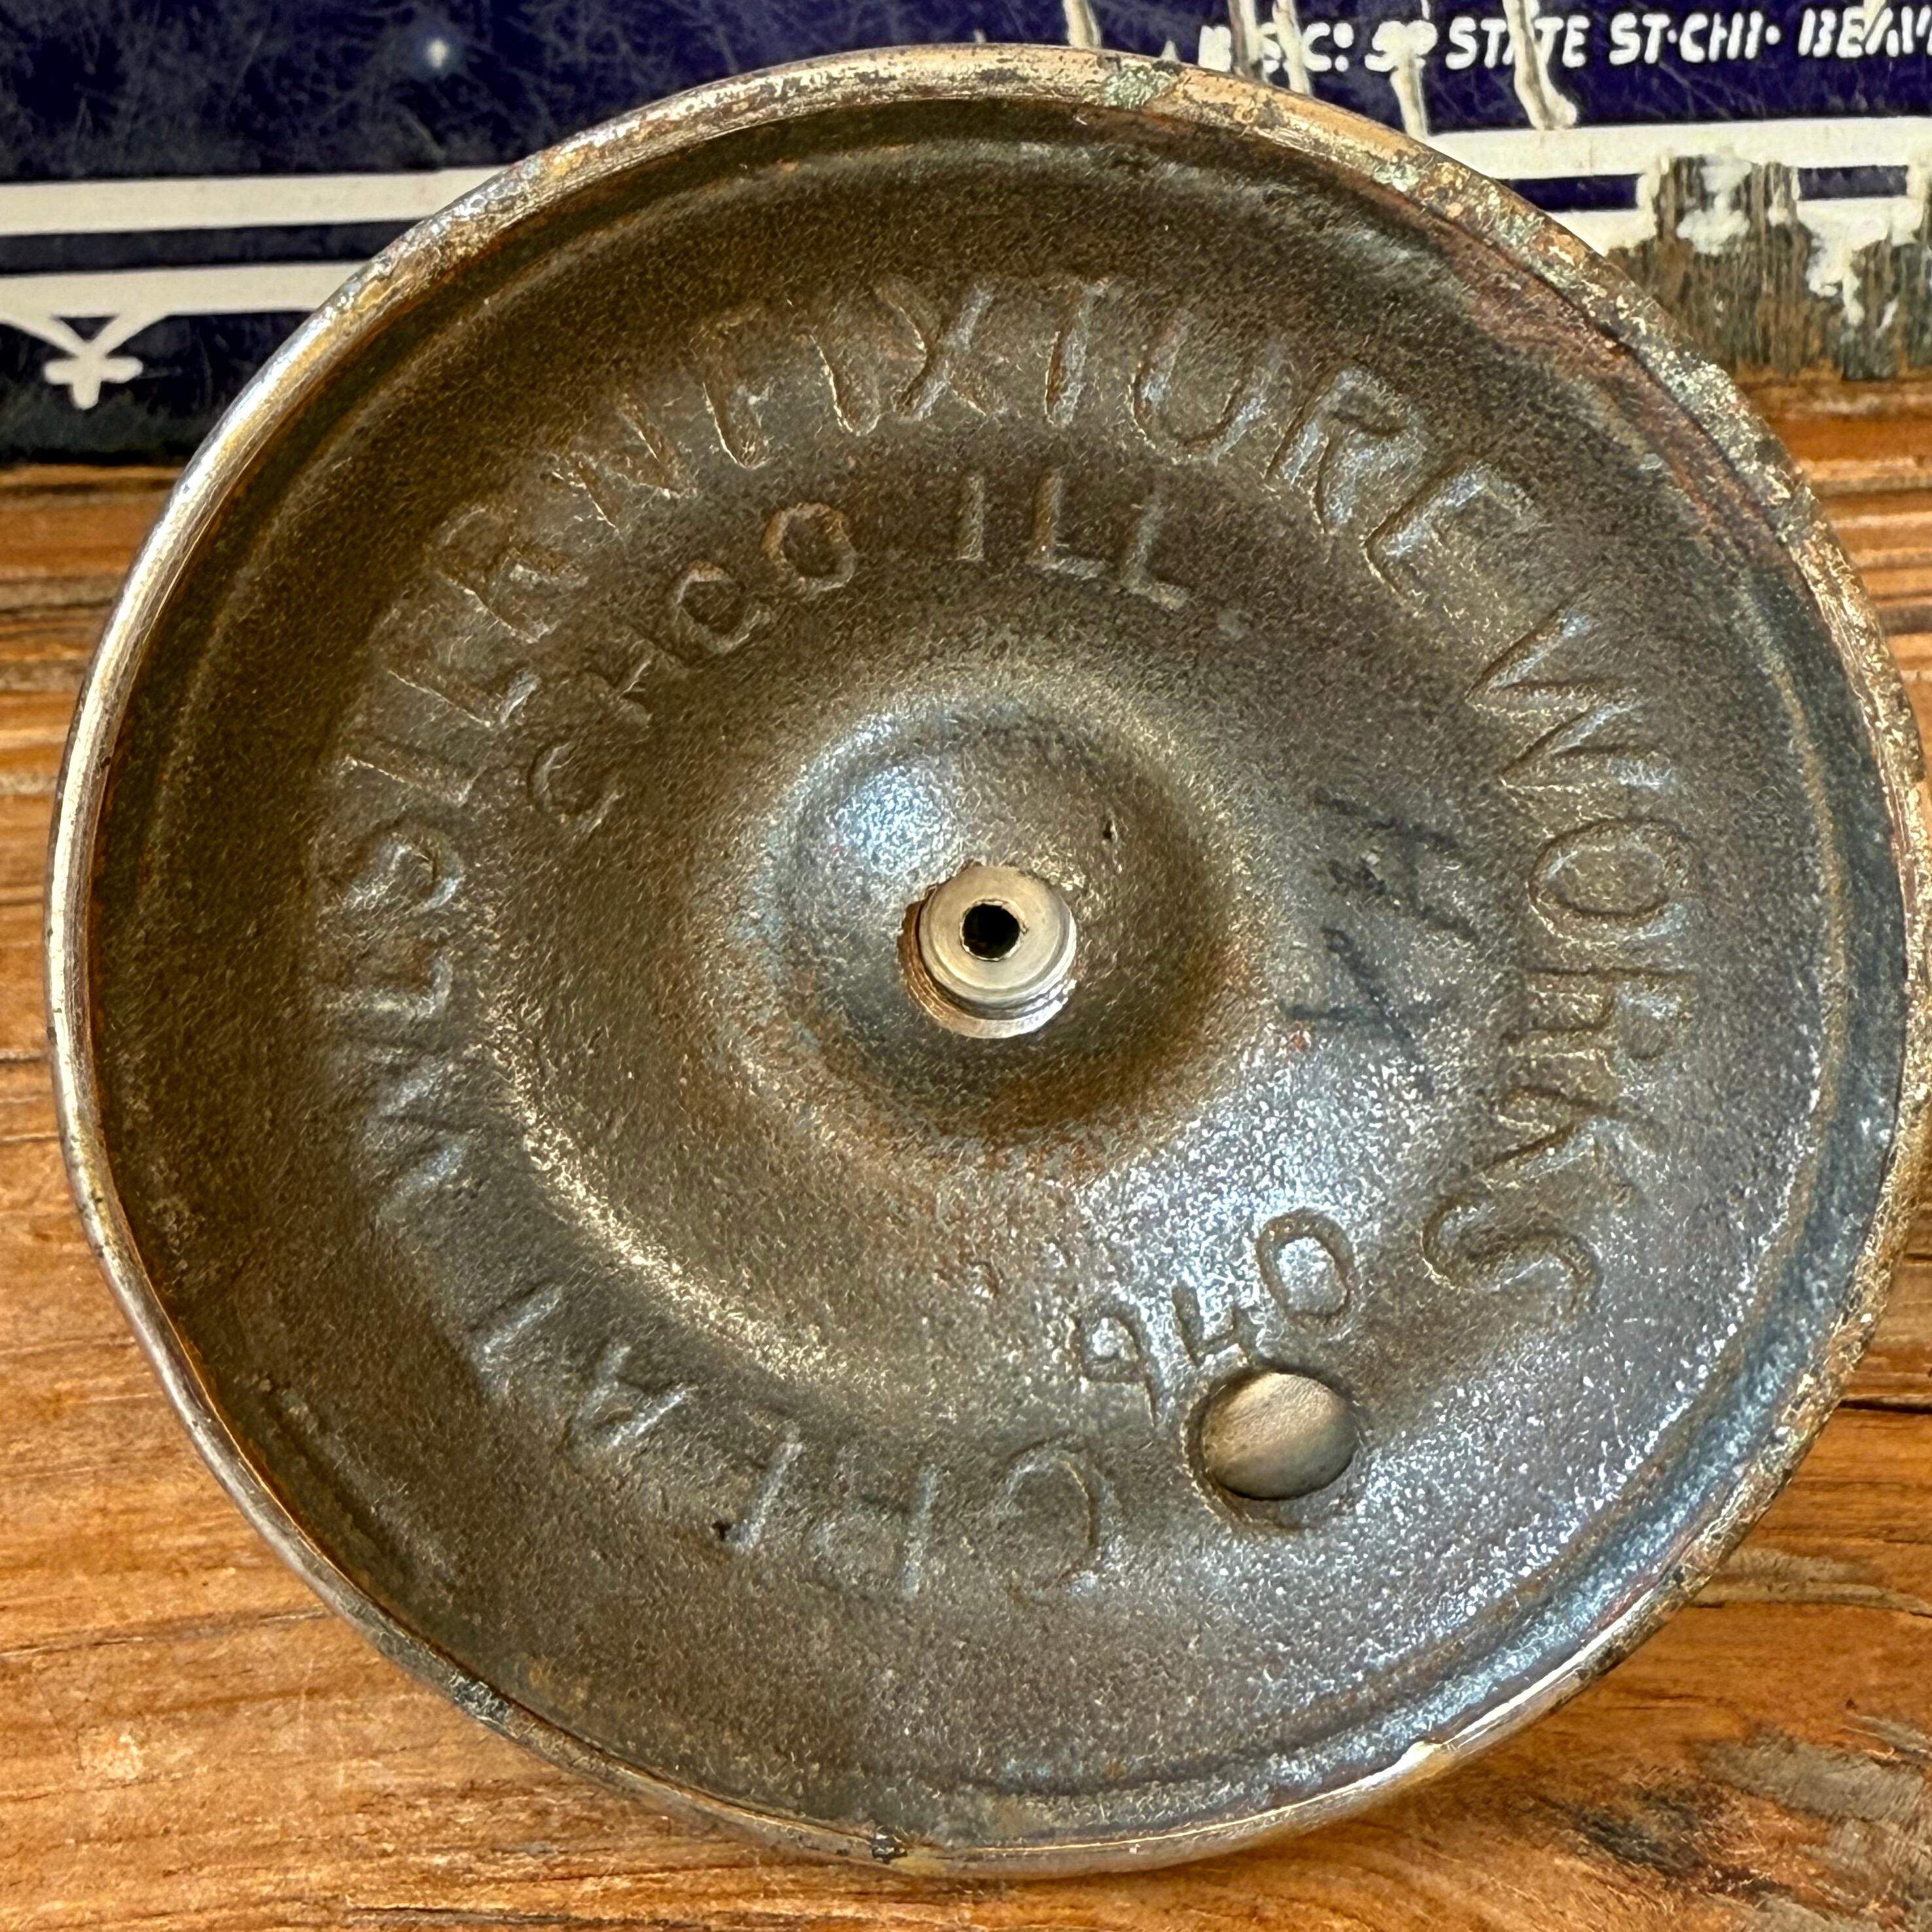 STATE ST·CHI·
GREAT WESTERN FIXTURE WORKS
CHGO ILL.
940